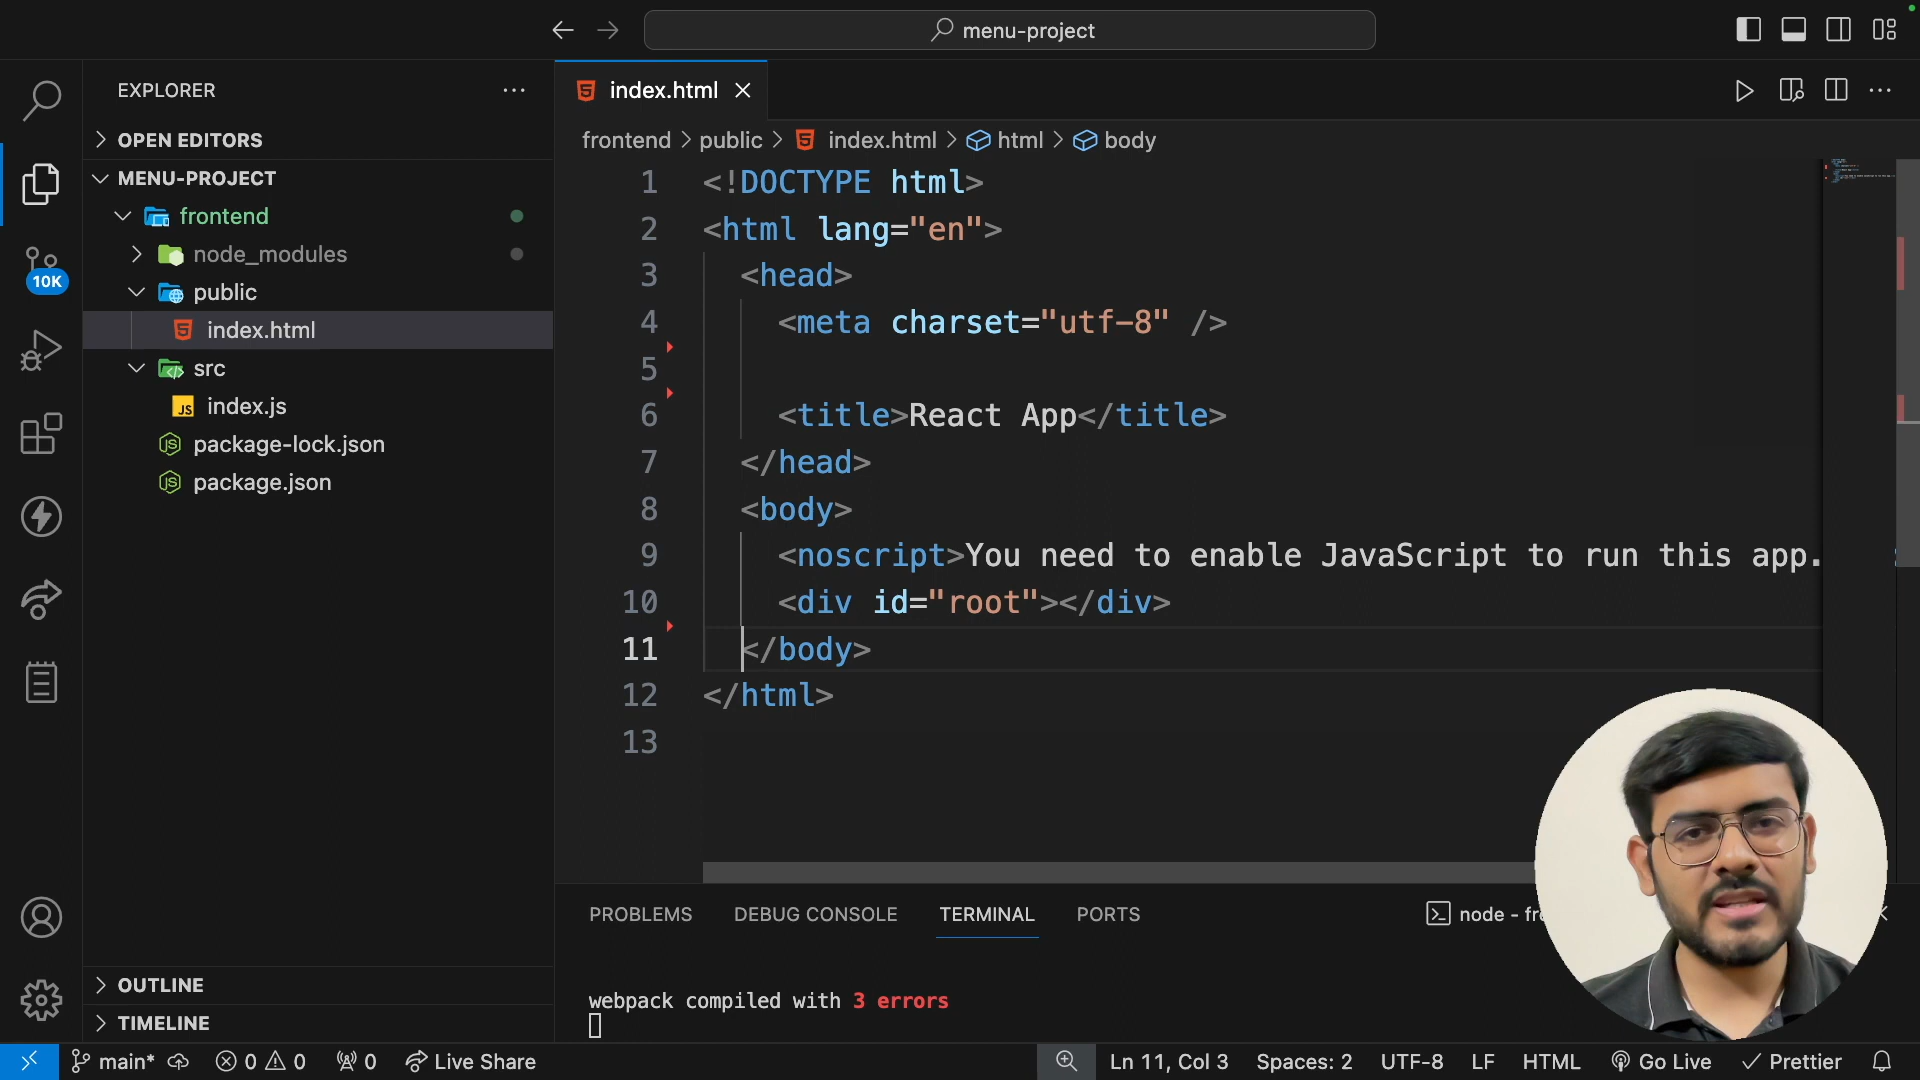 menu-project
EXPLORER
OPEN EDITORS
MENU-PROJECT
frontend
node_modules
public
index.html
src
index.js
package-lock.json
package.json
10K
OUTLINE
TIMELINE
index.html
frontend > public > index.html > html > body
1 <!DOCTYPE html>
2 <html lang="en">
3 <head>
4 <meta charset="utf-8" />
5
6 <title>React App</title>
7 </head>
8 <body>
9 <noscript>You need to enable JavaScript to run this app.
10 <div id="root"></div>
11 </body>
12 </html>
13
PROBLEMS DEBUG CONSOLE TERMINAL PORTS node - fr
webpack compiled with 3 errors
main* 0 0 0 Live Share Ln 11, Col 3 Spaces: 2 UTF-8 LF HTML Go Live Prettier